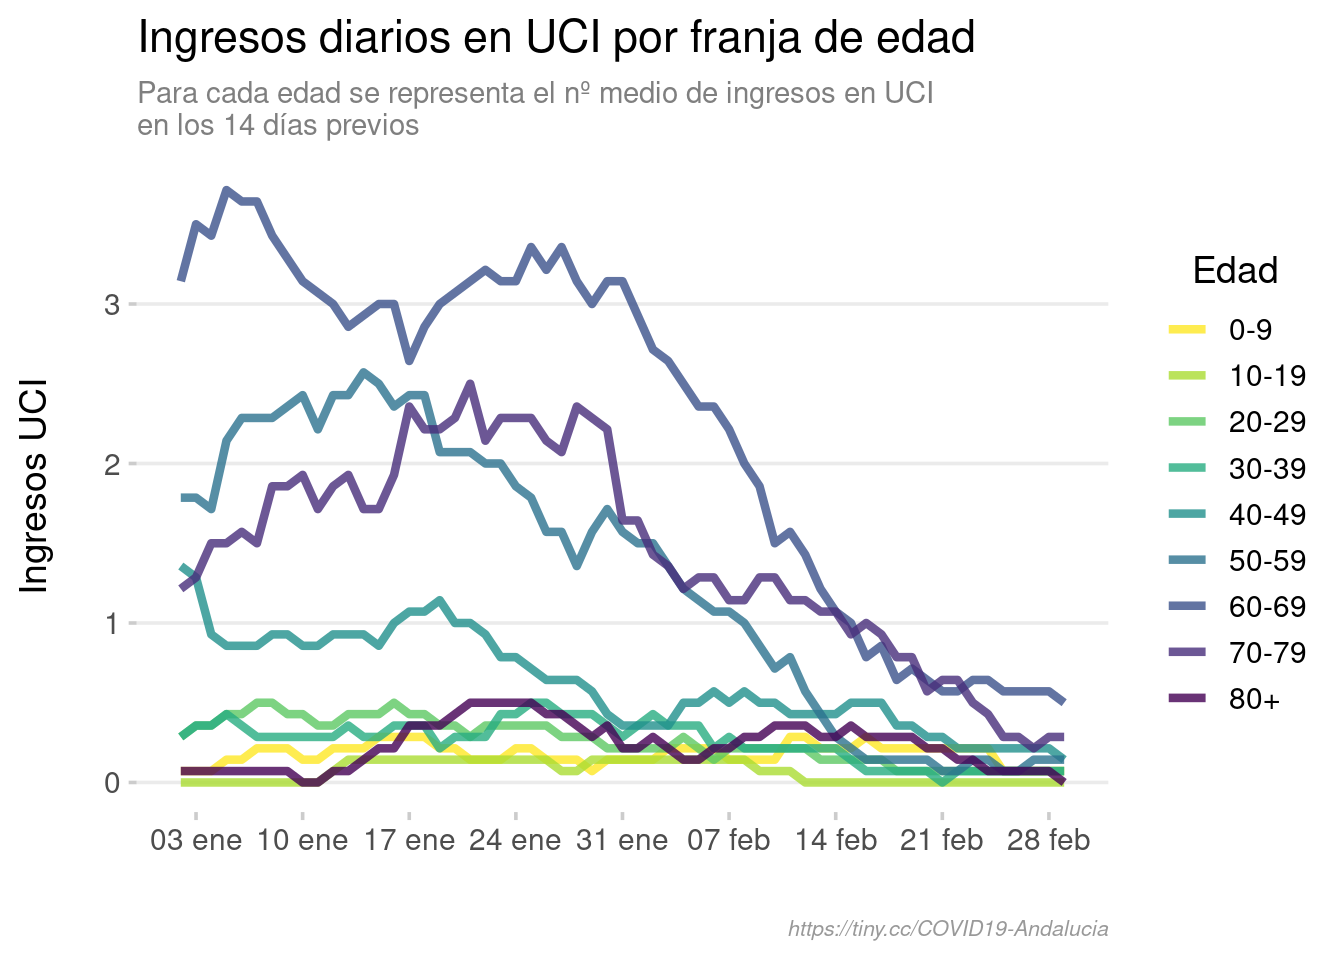 Ingresos diarios en UCI por franja de edad
Para cada edad se representa el nº medio de ingresos en UCI
en los 14 días previos
Ingresos UCI
3
2
1
0
03 ene
10 ene
17 ene
24 ene
31 ene
07 feb
14 feb
21 feb
28 feb
Edad
0-9
10-19
20-29
30-39
40-49
50-59
60-69
70-79
80+
https://tiny.cc/COVID19-Andalucia